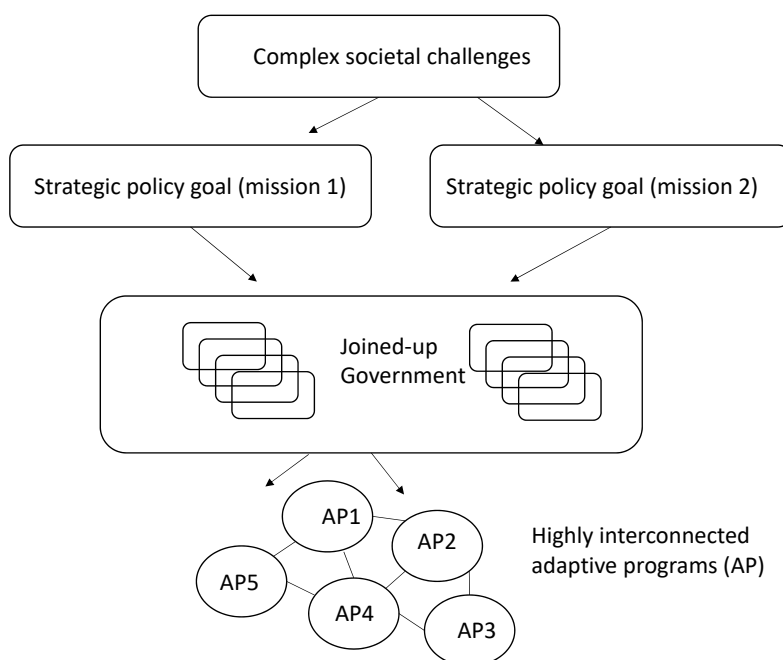 Complex societal challenges
Strategic policy goal (mission 1)
Strategic policy goal (mission 2)
Joined-up
Government
AP1
AP2
Highly interconnected
adaptive programs (AP)
AP5
AP4
AP3